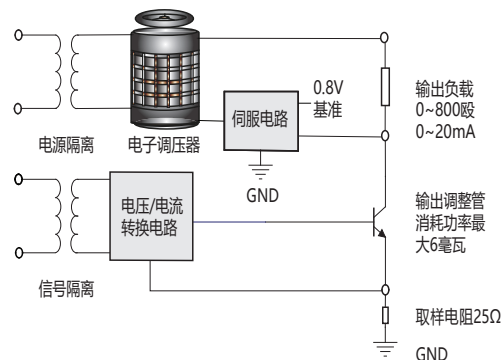 0.8V
基准
输出负载
0~800殴
0~20mA
伺服电路
电源隔离
电子调压器
GND
电压/电流
转换电路
输出调整管
消耗功率最
大6毫瓦
信号隔离
取样电阻25Ω
GND